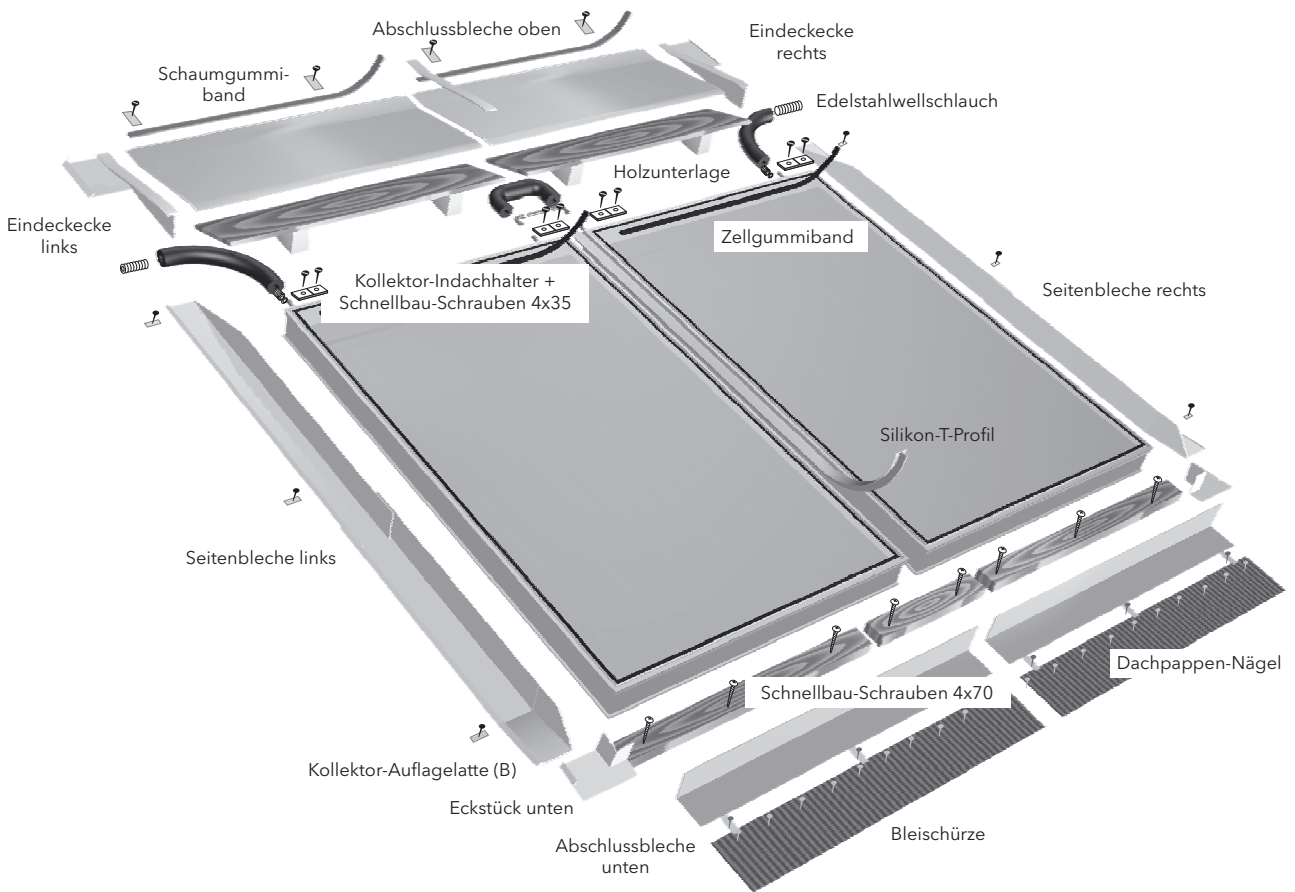 Abschlussbleche oben
Eindeckecke
rechts
Schaumgummi-
band
Edelstahlwellschlauch
Holzunterlage
Eindeckecke
links
Zellgummiband
Kollektor-Indachhalter +
Schnellbau-Schrauben 4x35
Seitenbleche rechts
Silikon-T-Profil
Seitenbleche links
Dachpappen-Nägel
Schnellbau-Schrauben 4x70
Kollektor-Auflagelatte (B)
Eckstück unten
Bleischürze
Abschlussbleche
unten